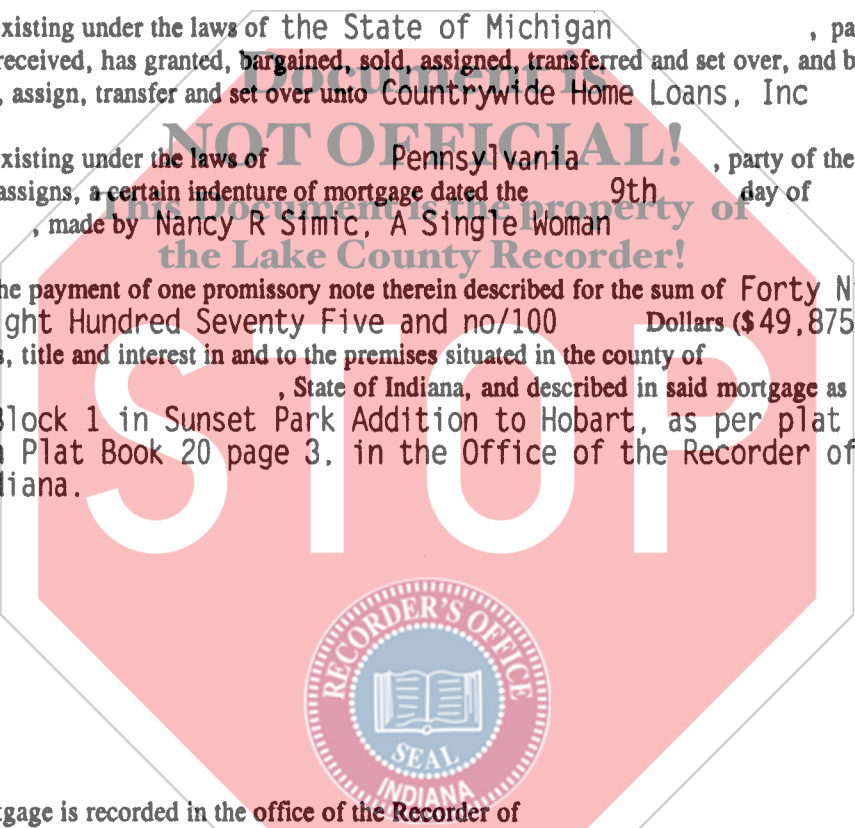 xisting under the laws of the State of Michigan , pa
received, has granted, bargained, sold, assigned, transferred and set over, and b
, assign, transfer and set over unto Countrywide Home Loans, Inc
Document is
NOT OFFICIAL!
xisting under the laws of Pennsylvania , party of the
assigns, a certain indenture of mortgage dated the 9th day of
This Document is the property of
, made by Nancy R Simic, A Single Woman
the Lake County Recorder!
he payment of one promissory note therein described for the sum of Forty N
ght Hundred Seventy Five and no/100 Dollars ($ 49,875
s, title and interest in and to the premises situated in the county of
, State of Indiana, and described in said mortgage as
Block 1 in Sunset Park Addition to Hobart, as per plat
n Plat Book 20 page 3, in the Office of the Recorder of
diana.
STOP
RECORDER'S OFFICE
SEAL
INDIANA
tgage is recorded in the office of the Recorder of